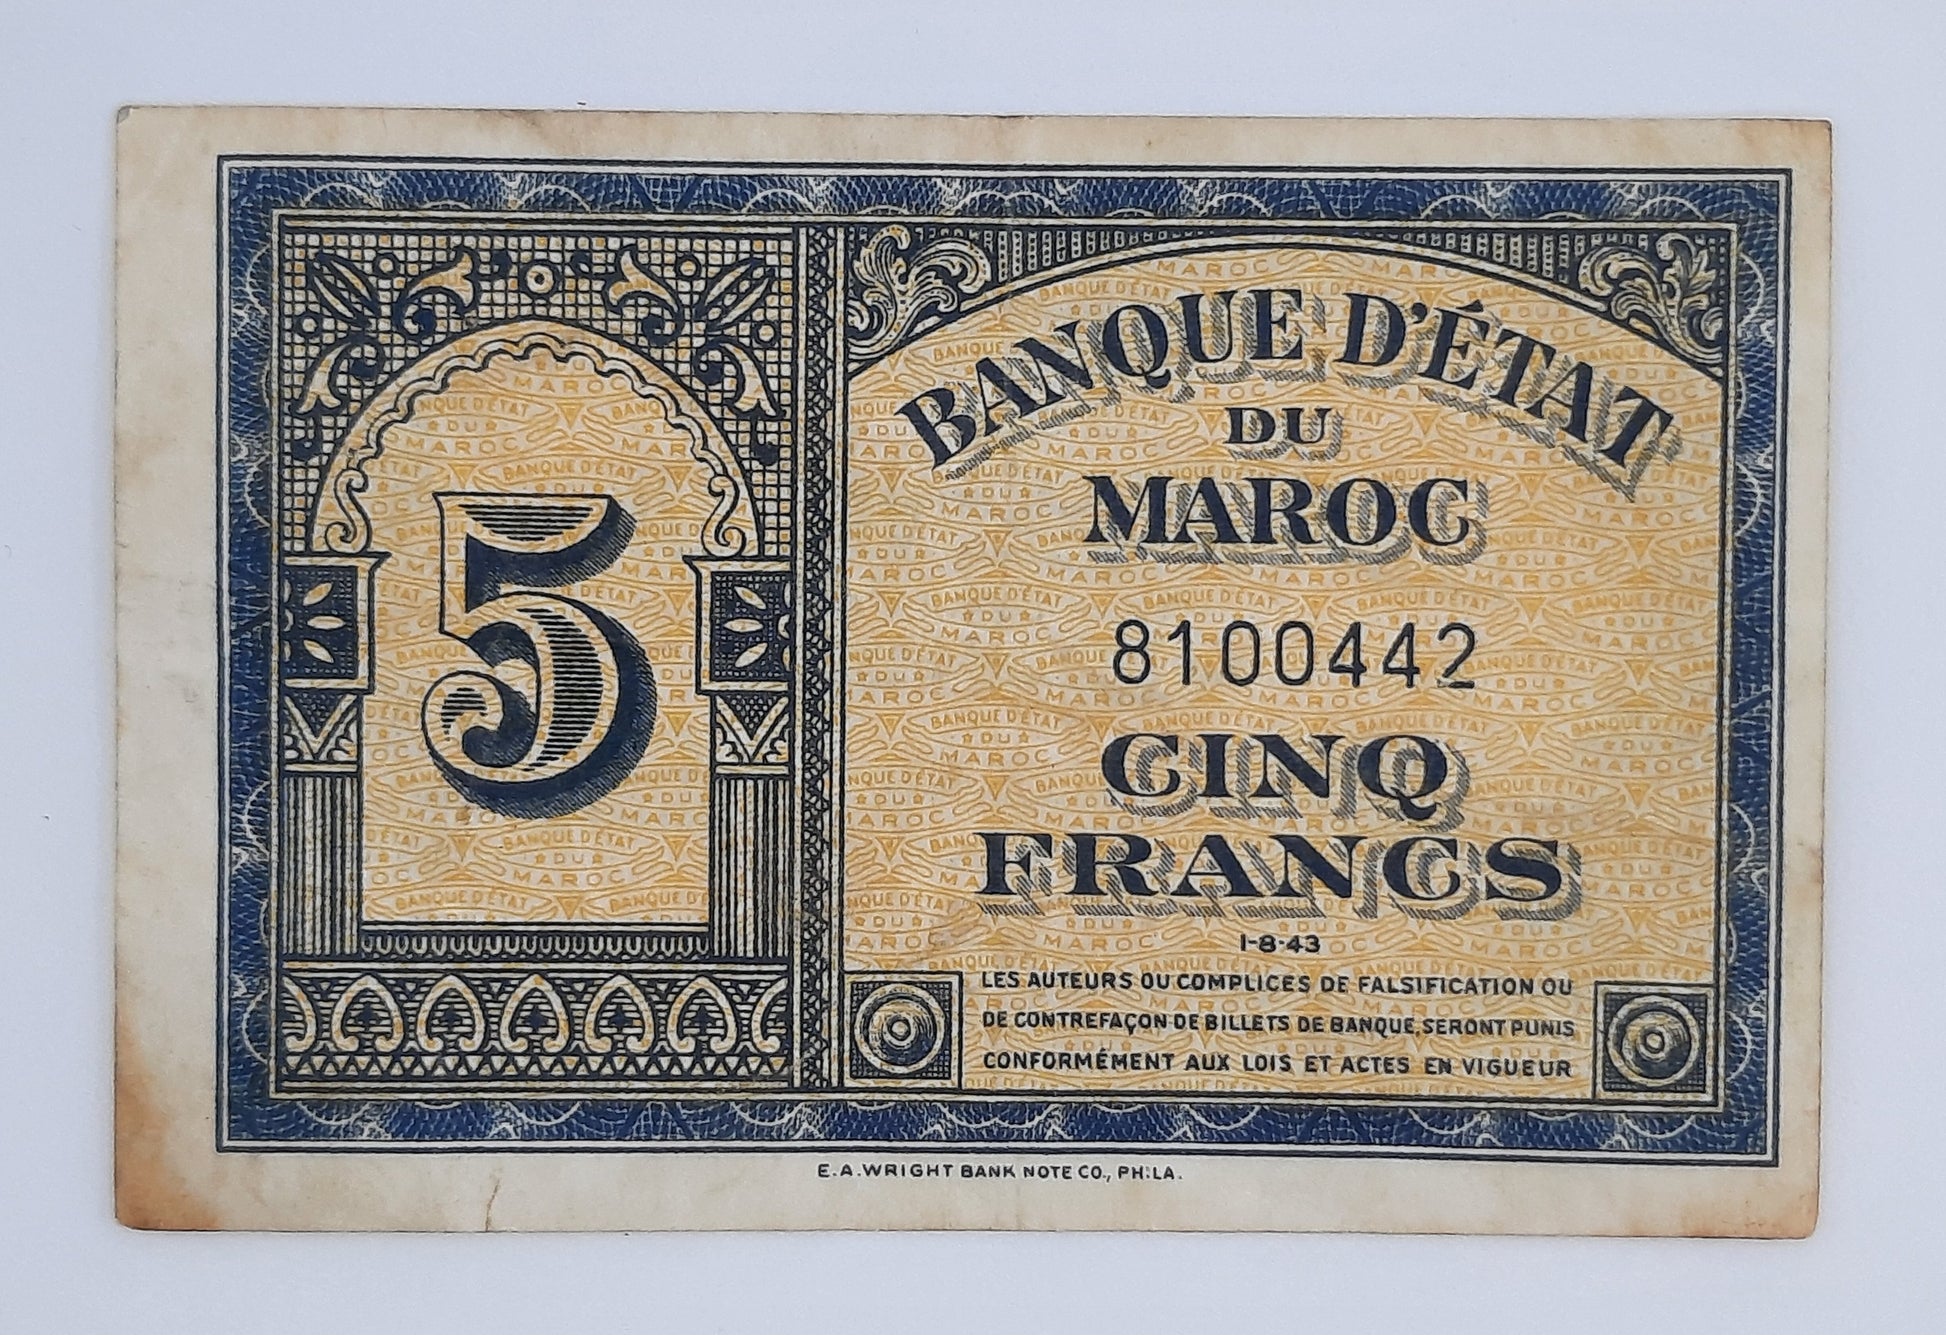 5
BANQUE D'ÉTAT
DU
MAROC
8100442
CINQ
FRANCS
1-8-43
LES AUTEURS OU COMPLICES DE FALSIFICATION OU
DE CONTREFAÇON DE BILLETS DE BANQUE, SERONT PUNIS
CONFORMÉMENT AUX LOIS ET ACTES EN VIGUEUR
E.A. WRIGHT BANK NOTE CO., PHILA.